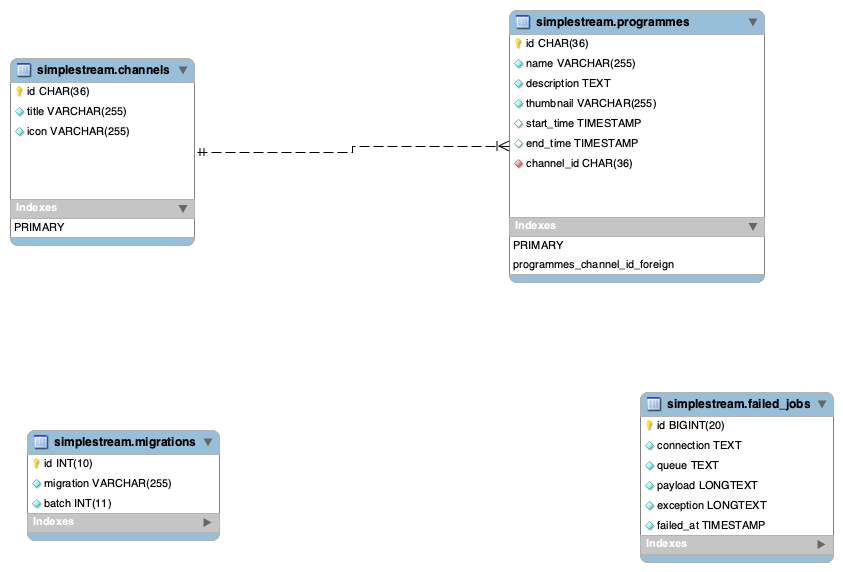 simplestream.channels
id CHAR(36)
title VARCHAR(255)
icon VARCHAR(255)
Indexes
PRIMARY
simplestream.programmes
id CHAR(36)
name VARCHAR(255)
description TEXT
thumbnail VARCHAR(255)
start_time TIMESTAMP
end_time TIMESTAMP
channel_id CHAR(36)
Indexes
PRIMARY
programmes_channel_id_foreign
simplestream.migrations
id INT(10)
migration VARCHAR(255)
batch INT(11)
Indexes
simplestream.failed_jobs
id BIGINT(20)
connection TEXT
queue TEXT
payload LONGTEXT
exception LONGTEXT
failed_at TIMESTAMP
Indexes